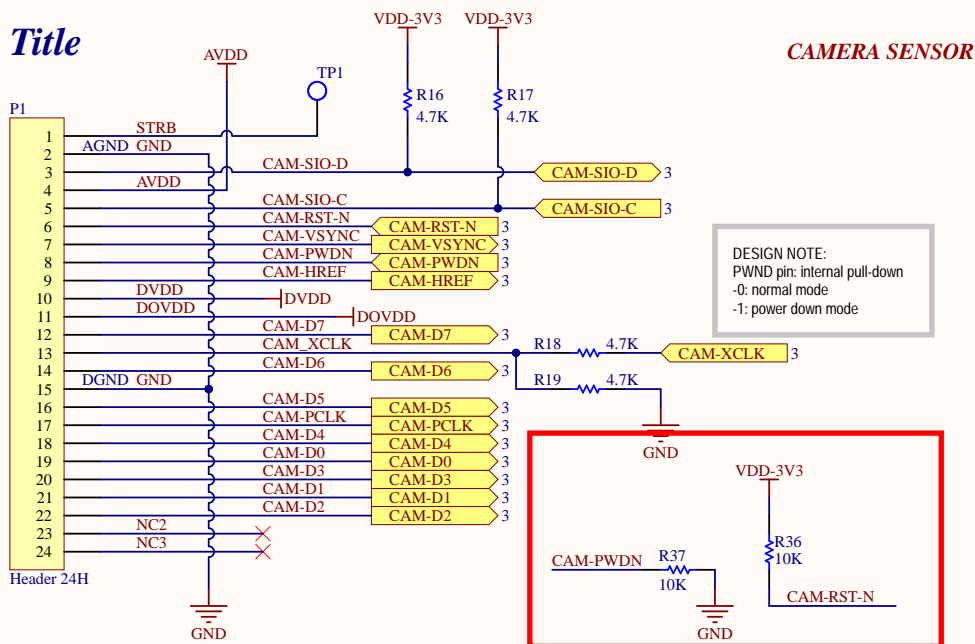 Title
CAMERA SENSOR
VDD-3V3 VDD-3V3
AVDD
TP1
R16
4.7K
R17
4.7K
P1
1 STRB
2 AGND GND
3 CAM-SIO-D CAM-SIO-D 3
4 AVDD
5 CAM-SIO-C CAM-SIO-C 3
6 CAM-RST-N CAM-RST-N 3
7 CAM-VSYNC CAM-VSYNC 3
8 CAM-PWDN CAM-PWDN 3
9 CAM-HREF CAM-HREF 3
10 DVDD DVDD
11 DOVDD DOVDD
12 CAM-D7 CAM-D7 3
13 CAM_XCLK R18 4.7K CAM-XCLK 3
14 CAM-D6 CAM-D6 3
15 DGND GND R19 4.7K
16 CAM-D5 CAM-D5 3
17 CAM-PCLK CAM-PCLK 3
18 CAM-D4 CAM-D4 3
19 CAM-D0 CAM-D0 3
20 CAM-D3 CAM-D3 3
21 CAM-D1 CAM-D1 3
22 CAM-D2 CAM-D2 3
23 NC2
24 NC3
Header 24H
GND
GND
DESIGN NOTE:
PWND pin: internal pull-down
-0: normal mode
-1: power down mode
VDD-3V3
R36
10K
CAM-RST-N
CAM-PWDN
R37
10K
GND